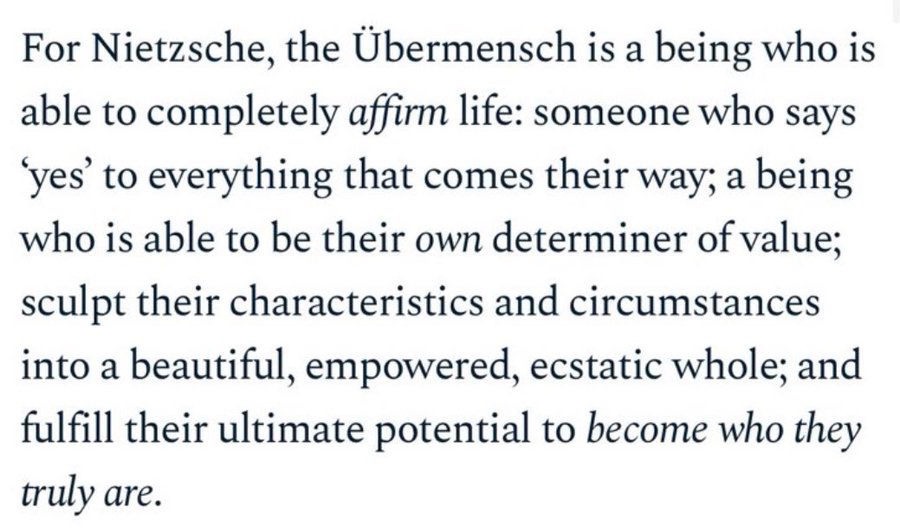 For Nietzsche, the Übermensch is a being who is
able to completely affirm life: someone who says
‘yes’ to everything that comes their way; a being
who is able to be their own determiner of value;
sculpt their characteristics and circumstances
into a beautiful, empowered, ecstatic whole; and
fulfill their ultimate potential to become who they
truly are.